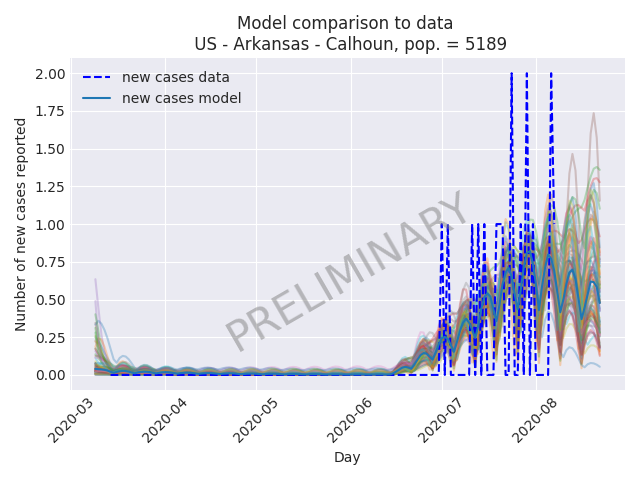 Model comparison to data
US - Arkansas - Calhoun, pop. = 5189
new cases data
new cases model
PRELIMINARY
Number of new cases reported
2.00
1.75
1.50
1.25
1.00
0.75
0.50
0.25
0.00
2020-03
2020-04
2020-05
2020-06
2020-07
2020-08
Day